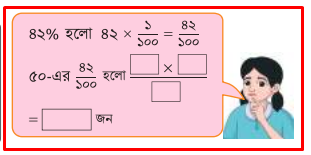 ৪২% হলো ৪২ × ১/১০০ = ৪২/১০০
৫০-এর ৪২/১০০ হলো □ × □ / □
= □ জন